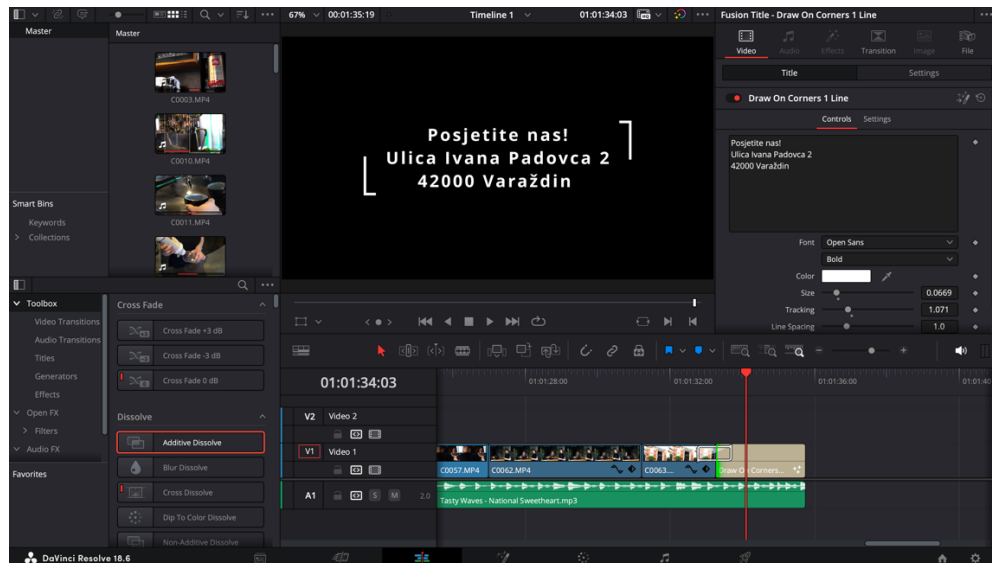 67%
00:01:35:19
Timeline 1
01:01:34:03
Fusion Title - Draw On Corners 1 Line
Master
Master
C0003.MP4
C0010.MP4
C0011.MP4
Smart Bins
Keywords
Collections
Posjetite nas!
Ulica Ivana Padovca 2
42000 Varaždin
Video
Audio
Effects
Transition
Image
File
Title
Settings
Draw On Corners 1 Line
Controls
Settings
Posjetite nas!
Ulica Ivana Padovca 2
42000 Varaždin
Font
Open Sans
Bold
Color
Size
0.0669
Tracking
1.071
Line Spacing
1.0
Toolbox
Video Transitions
Audio Transitions
Titles
Generators
Effects
Open FX
Filters
Audio FX
Favorites
Cross Fade
Cross Fade +3 dB
Cross Fade -3 dB
Cross Fade 0 dB
Dissolve
Additive Dissolve
Blur Dissolve
Cross Dissolve
Dip To Color Dissolve
Non-Additive Dissolve
01:01:34:03
01:01:28:00
01:01:32:00
01:01:36:00
01:01:40
V2
Video 2
V1
Video 1
C0057.MP4
C0062.MP4
C0063....
Draw On Corners...
A1
S
M
2.0
Tasty Waves - National Sweetheart.mp3
DaVinci Resolve 18.6